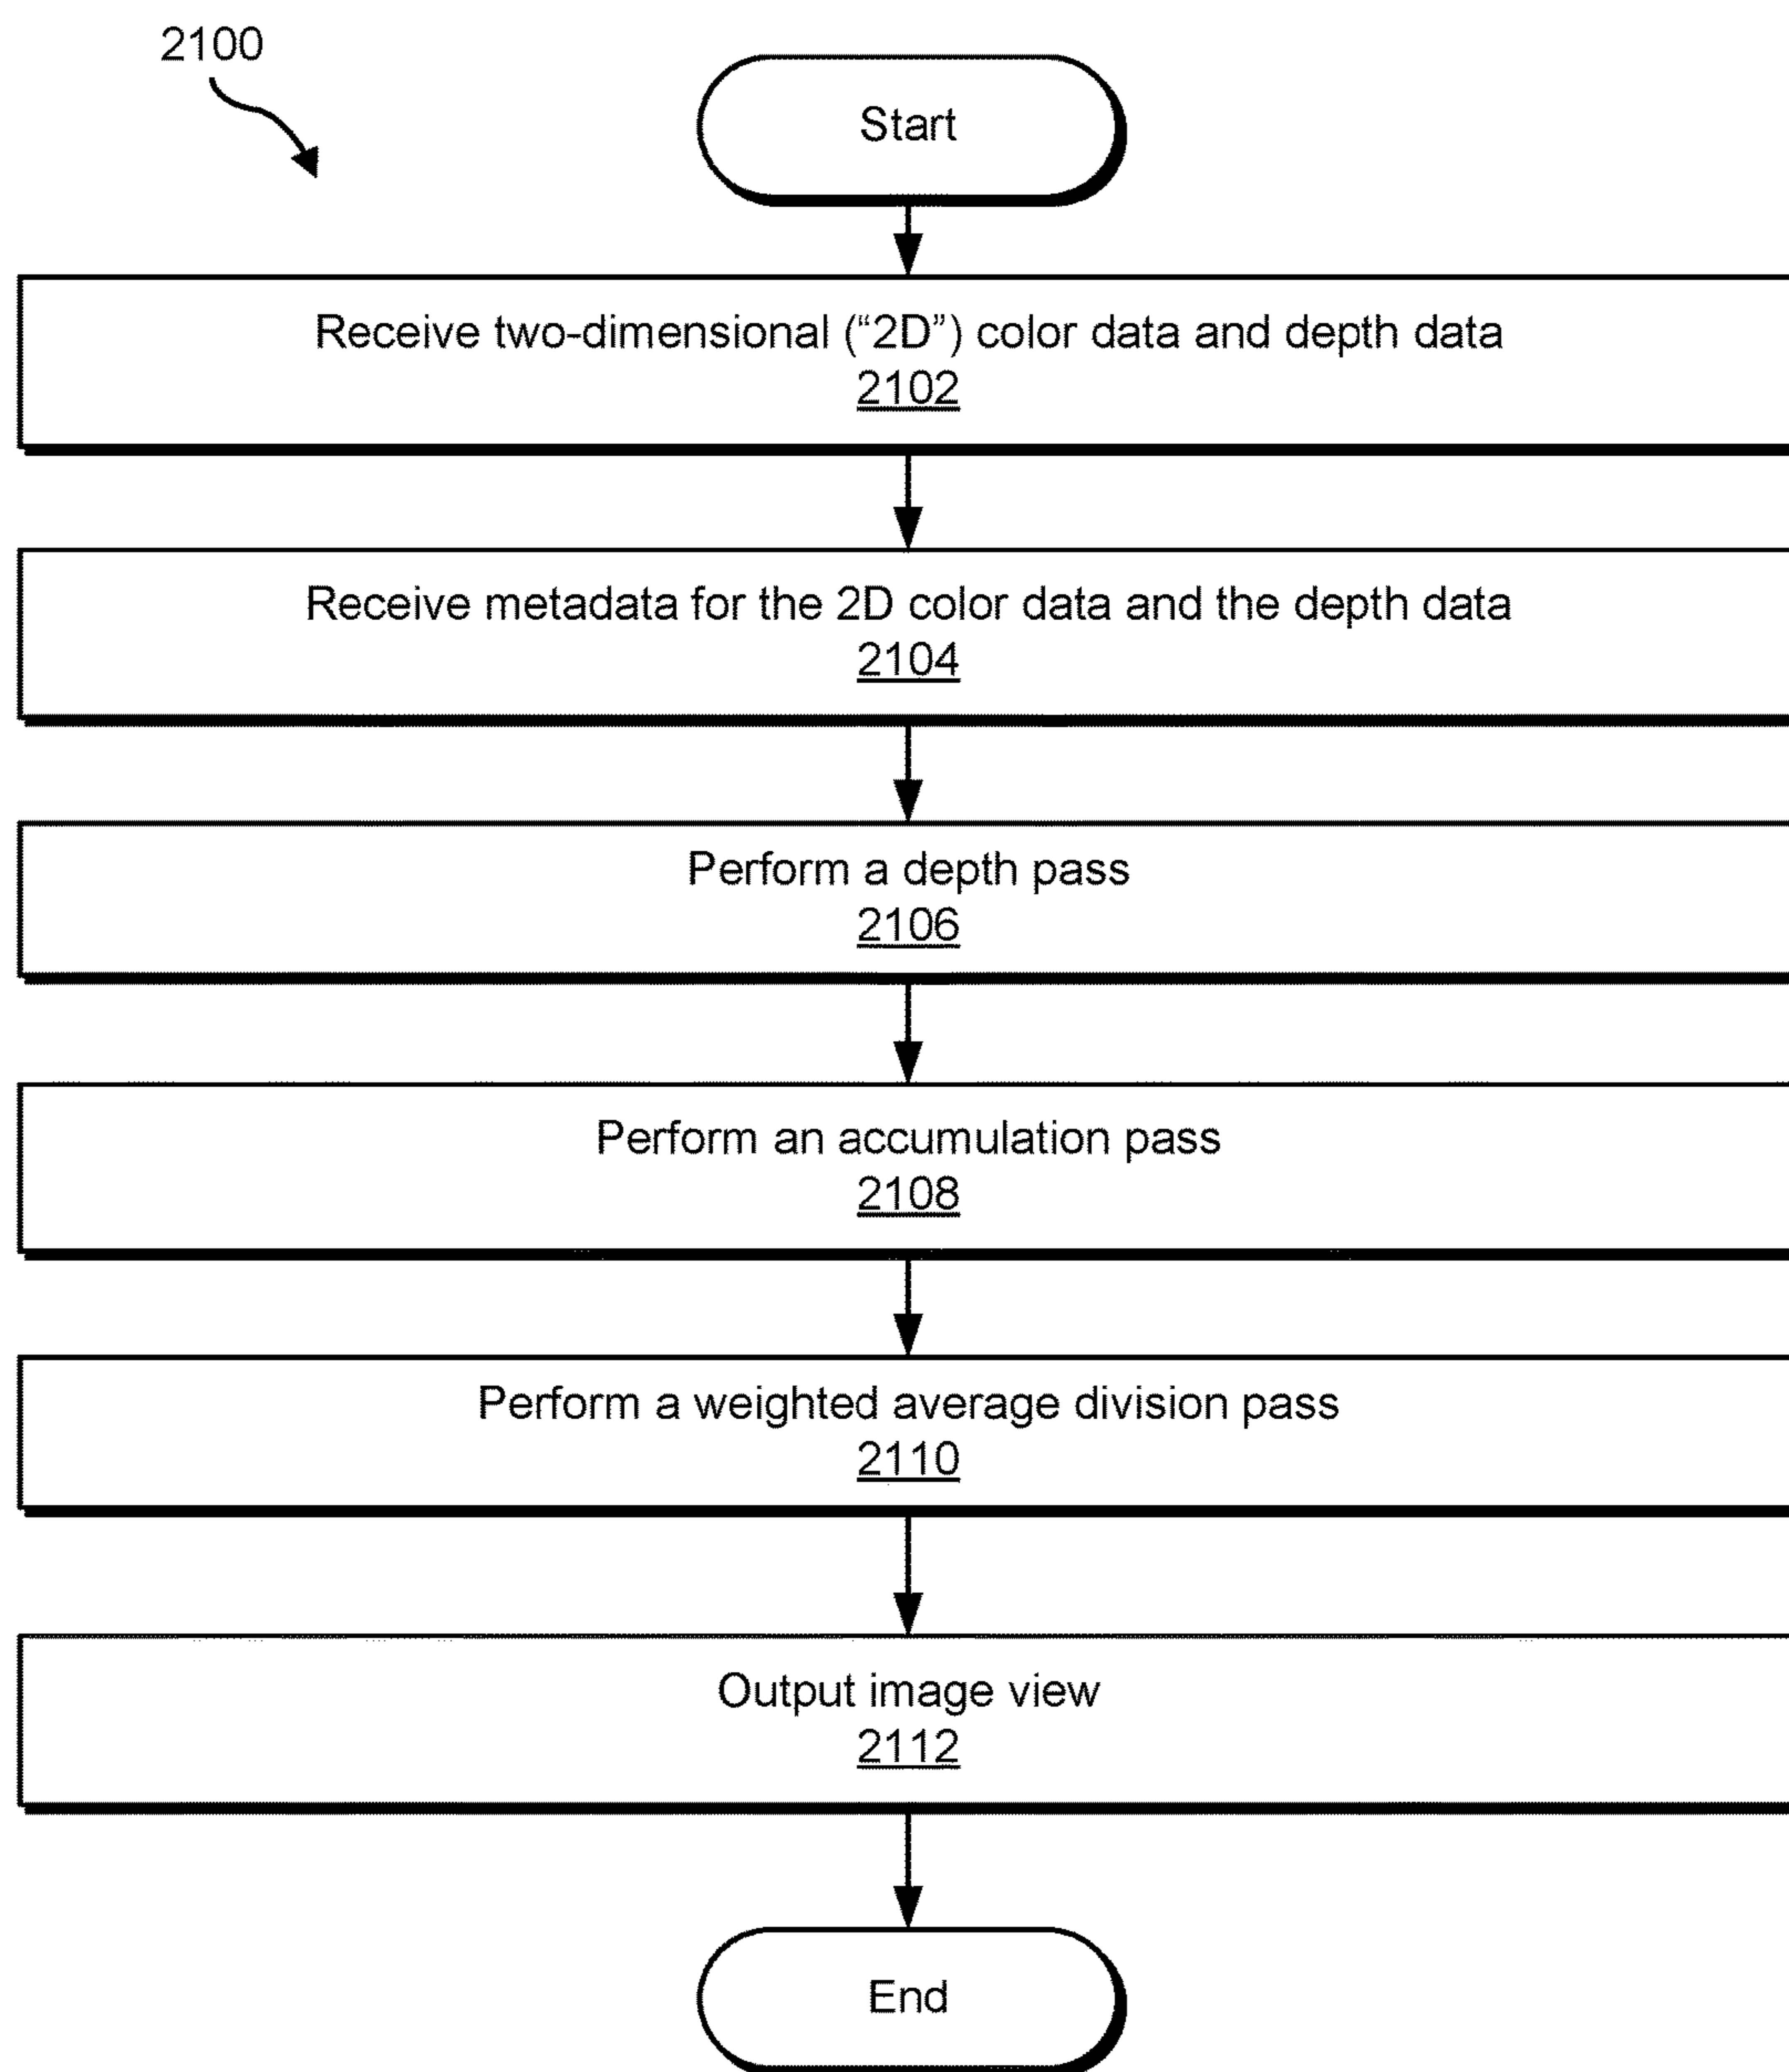 2100
Start
Receive two-dimensional (“2D”) color data and depth data
2102
Receive metadata for the 2D color data and the depth data
2104
Perform a depth pass
2106
Perform an accumulation pass
2108
Perform a weighted average division pass
2110
Output image view
2112
End